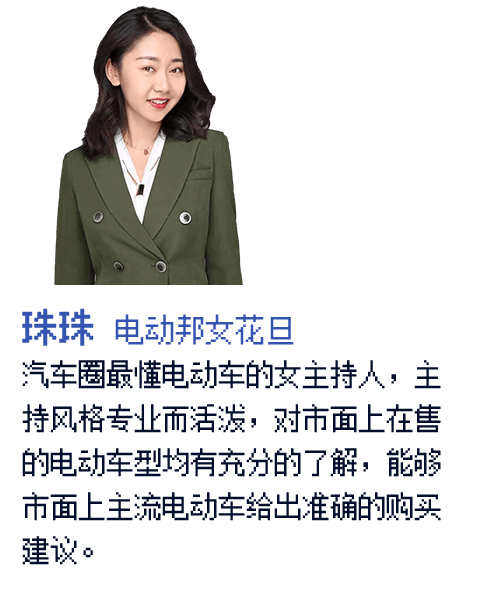 珠珠 电动邦女花旦
汽车圈最懂电动车的女主持人，主
持风格专业而活泼，对市面上在售
的电动车型均有充分的了解，能够
市面上主流电动车给出准确的购买
建议。